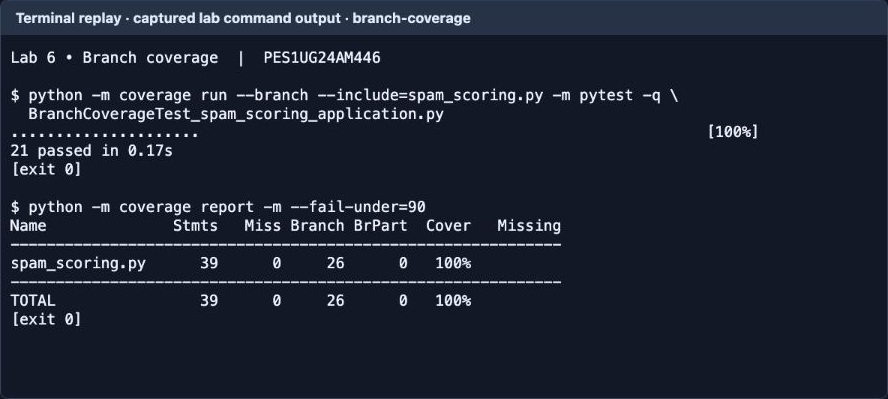 Terminal replay · captured lab command output · branch-coverage
Lab 6 • Branch coverage | PES1UG24AM446
$ python -m coverage run --branch --include=spam_scoring.py -m pytest -q \
BranchCoverageTest_spam_scoring_application.py
..................... [100%]
21 passed in 0.17s
[exit 0]
$ python -m coverage report -m --fail-under=90
Name Stmts Miss Branch BrPart Cover Missing
-------------------------------------------------------------
spam_scoring.py 39 0 26 0 100%
-------------------------------------------------------------
TOTAL 39 0 26 0 100%
[exit 0]